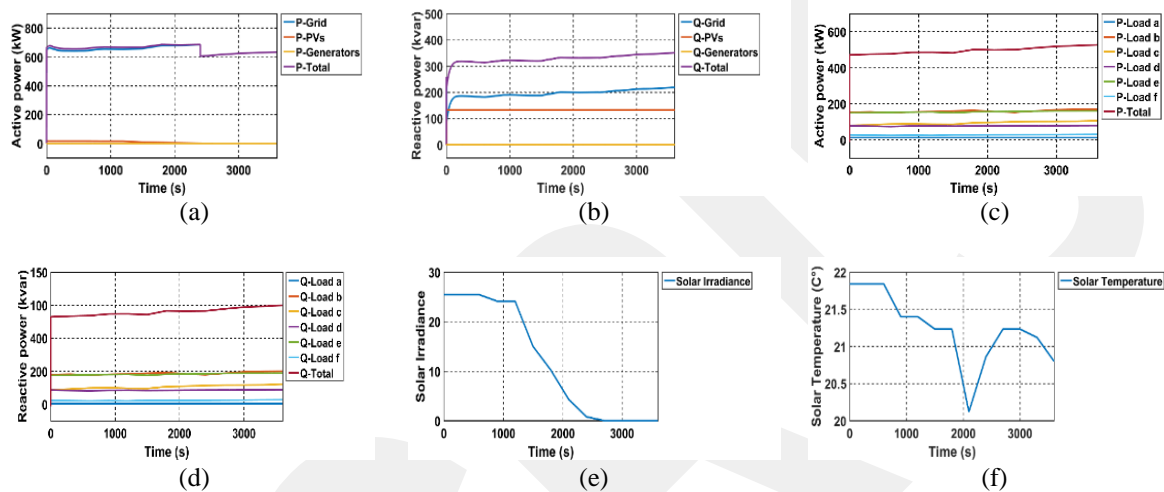 Active power (kW)
800
600
400
200
0
0 1000 2000 3000
Time (s)
P-Grid
P-PVs
P-Generators
P-Total
(a)
Reactive power (kvar)
500
400
300
200
100
0
0 1000 2000 3000
Time (s)
Q-Grid
Q-PVs
Q-Generators
Q-Total
(b)
Active power (kW)
600
400
200
0
0 1000 2000 3000
Time (s)
P-Load a
P-Load b
P-Load c
P-Load d
P-Load e
P-Load f
P-Total
(c)
Reactive power (kvar)
150
100
400
200
0
0 1000 2000 3000
Time (s)
Q-Load a
Q-Load b
Q-Load c
Q-Load d
Q-Load e
Q-Load f
Q-Total
(d)
Solar Irradiance
30
20
10
0
0 1000 2000 3000
Time (s)
Solar Irradiance
(e)
Solar Temperature (C°)
22
21.5
21
20.5
20
0 1000 2000 3000
Time (s)
Solar Temperature
(f)